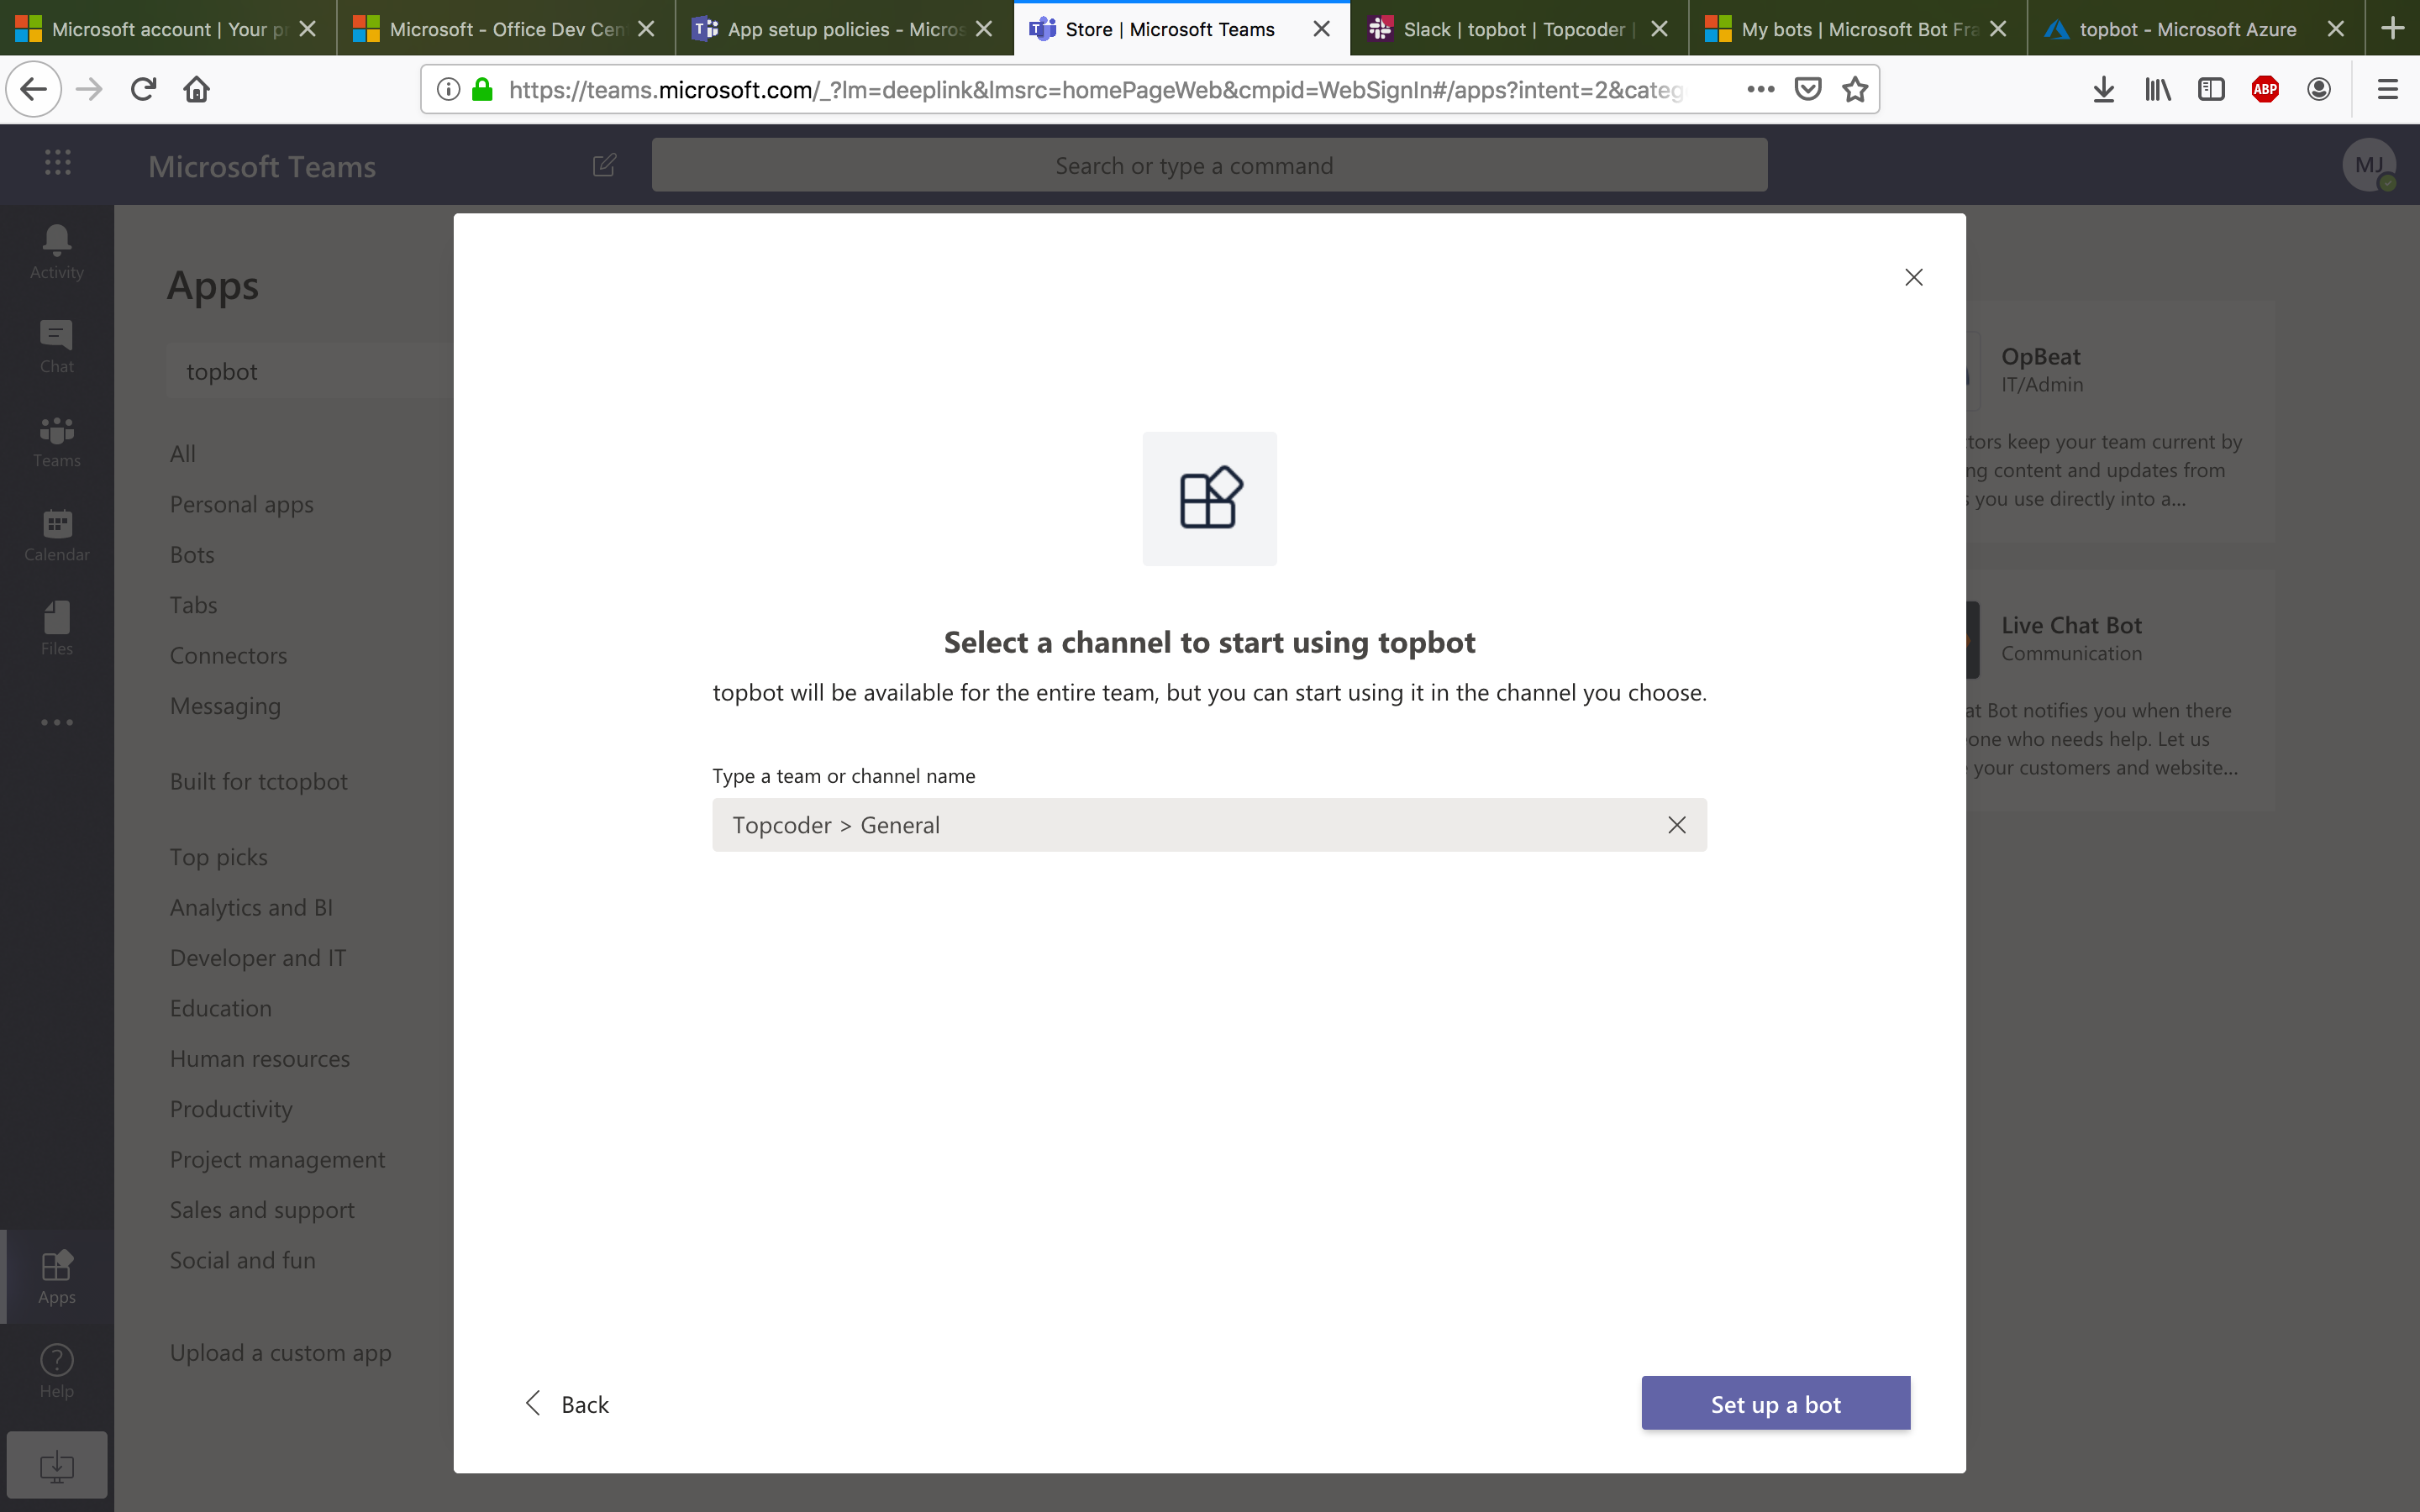 Microsoft account | Your p
Microsoft - Office Dev Cen
App setup policies - Micros
Store | Microsoft Teams
Slack | topbot | Topcoder |
My bots | Microsoft Bot Fra
topbot - Microsoft Azure
https://teams.microsoft.com/_?lm=deeplink&lmsrc=homePageWeb&cmpid=WebSignIn#/apps?intent=2&categ
ABP
Microsoft Teams
Search or type a command
MJ
Activity
Chat
Teams
Calendar
Files
Apps
Help
Apps
topbot
All
Personal apps
Bots
Tabs
Connectors
Messaging
Built for tctopbot
Top picks
Analytics and BI
Developer and IT
Education
Human resources
Productivity
Project management
Sales and support
Social and fun
Upload a custom app
Select a channel to start using topbot
topbot will be available for the entire team, but you can start using it in the channel you choose.
Type a team or channel name
Topcoder > General
Back
Set up a bot
OpBeat
IT/Admin
tors keep your team current by
ng content and updates from
you use directly into a...
Live Chat Bot
Communication
at Bot notifies you when there
one who needs help. Let us
your customers and website...